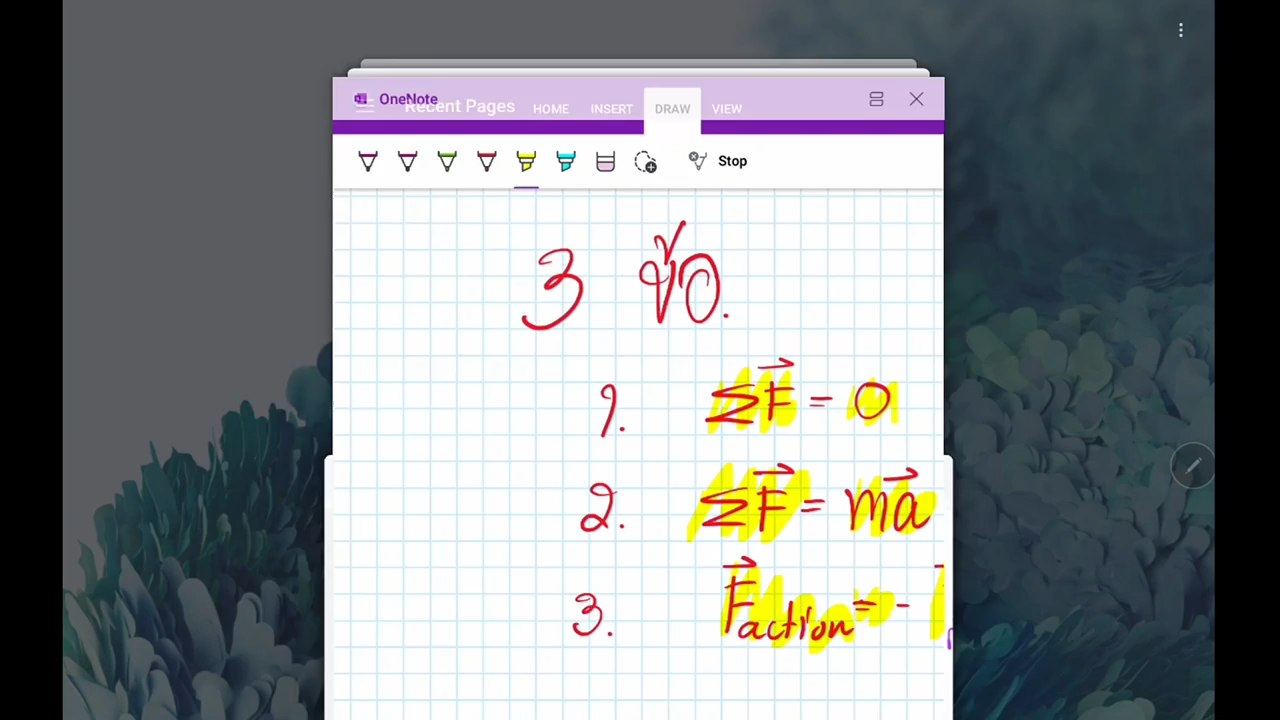 OneNote
Recent Pages HOME INSERT DRAW VIEW
Stop
3 ข้อ.
1. ΣF⃗ = 0
2. ΣF⃗ = ma⃗
3. F⃗action = -